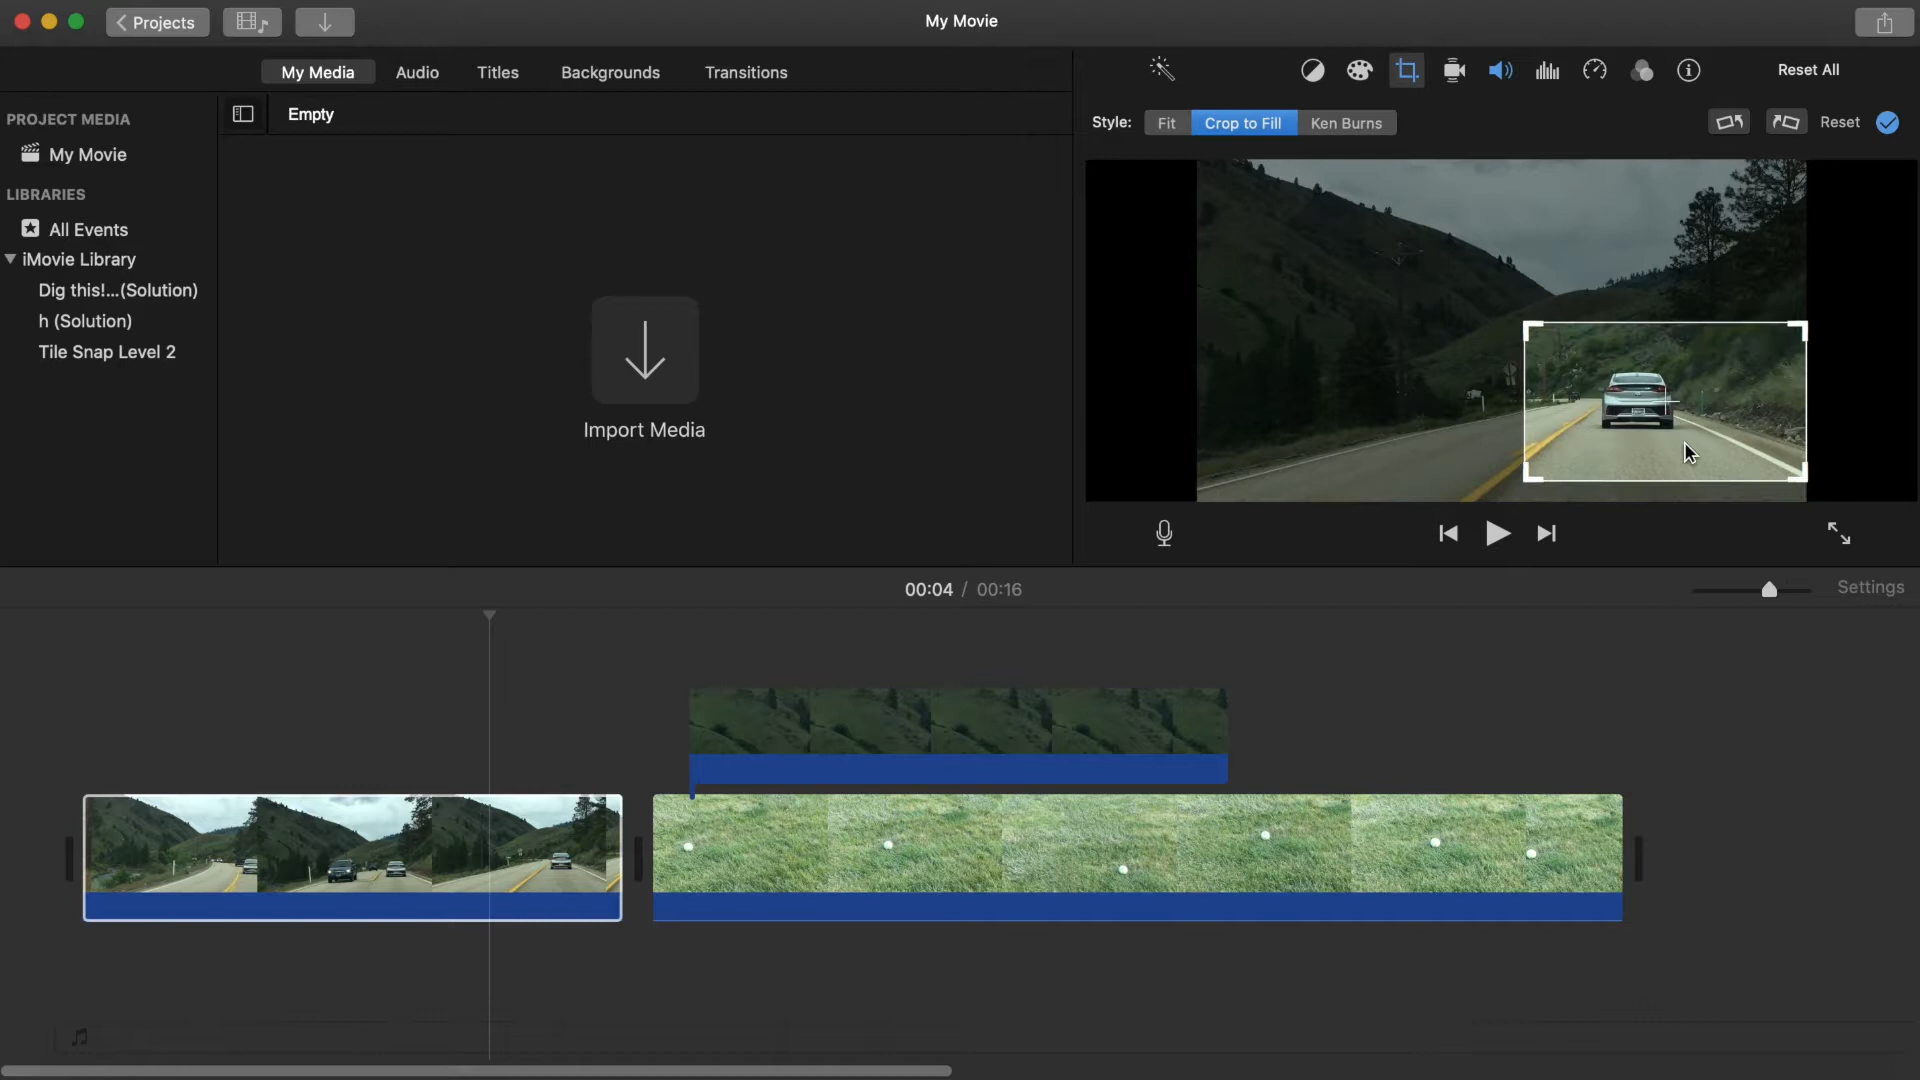 Projects
My Movie
My Media
Audio
Titles
Backgrounds
Transitions
Reset All
PROJECT MEDIA
My Movie
LIBRARIES
All Events
iMovie Library
Dig this!...(Solution)
h (Solution)
Tile Snap Level 2
Empty
Import Media
Style:
Fit
Crop to Fill
Ken Burns
Reset
00:04 / 00:16
Settings